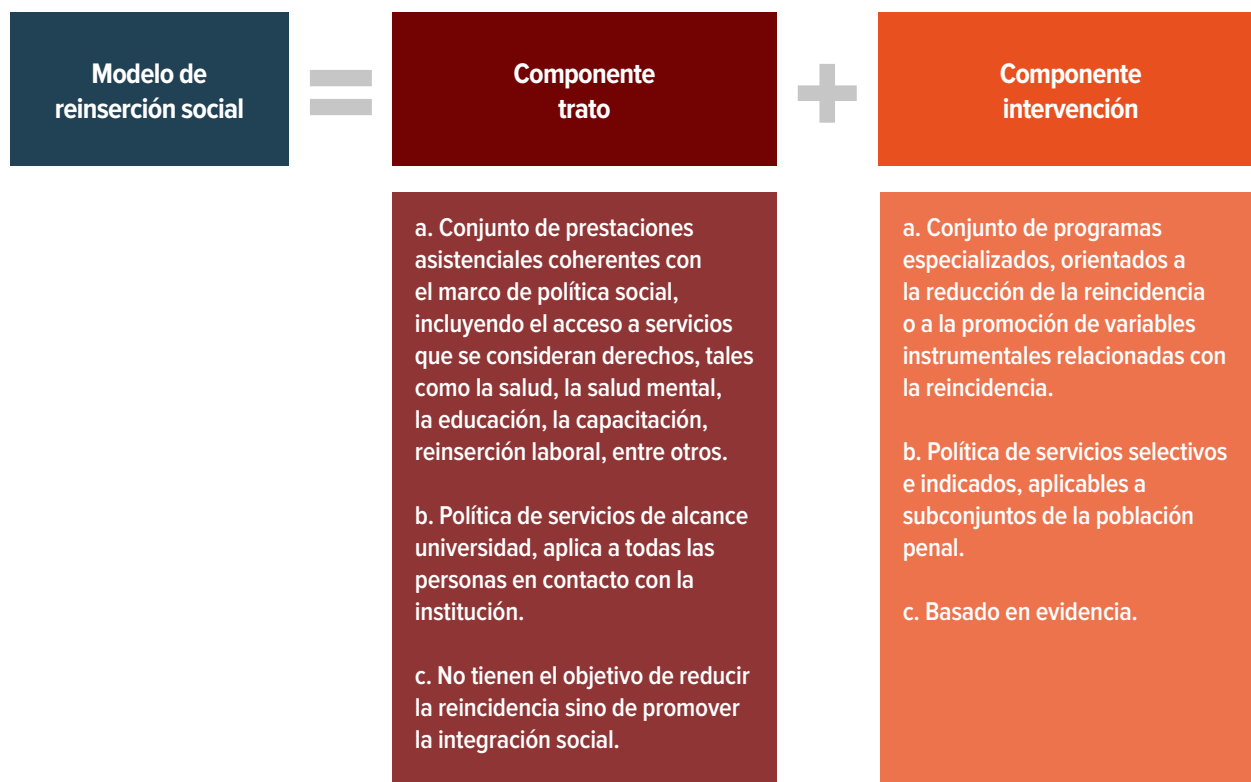 Modelo de
reinserción social
=
Componente
trato
+
Componente
intervención
a. Conjunto de prestaciones
asistenciales coherentes con
el marco de política social,
incluyendo el acceso a servicios
que se consideran derechos, tales
como la salud, la salud mental,
la educación, la capacitación,
reinserción laboral, entre otros.
b. Política de servicios de alcance
universidad, aplica a todas las
personas en contacto con la
institución.
c. No tienen el objetivo de reducir
la reincidencia sino de promover
la integración social.
a. Conjunto de programas
especializados, orientados a
la reducción de la reincidencia
o a la promoción de variables
instrumentales relacionadas con
la reincidencia.
b. Política de servicios selectivos
e indicados, aplicables a
subconjuntos de la población
penal.
c. Basado en evidencia.